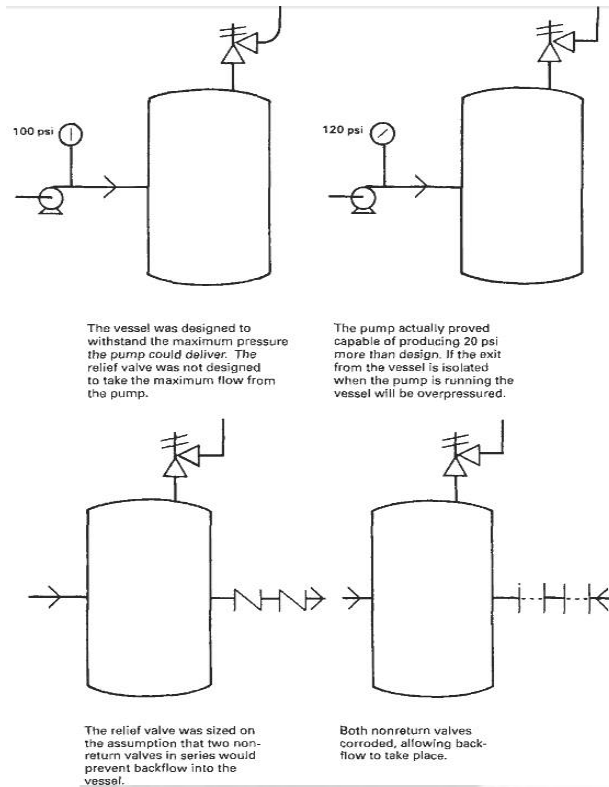 100 psi
120 psi
The vessel was designed to
withstand the maximum pressure
the pump could deliver. The
relief valve was not designed
to take the maximum flow from
the pump.
The pump actually proved
capable of producing 20 psi
more than design. If the exit
from the vessel is isolated
when the pump is running the
vessel will be overpressured.
The relief valve was sized on
the assumption that two non-
return valves in series would
prevent backflow into the
vessel.
Both nonreturn valves
corroded, allowing back-
flow to take place.